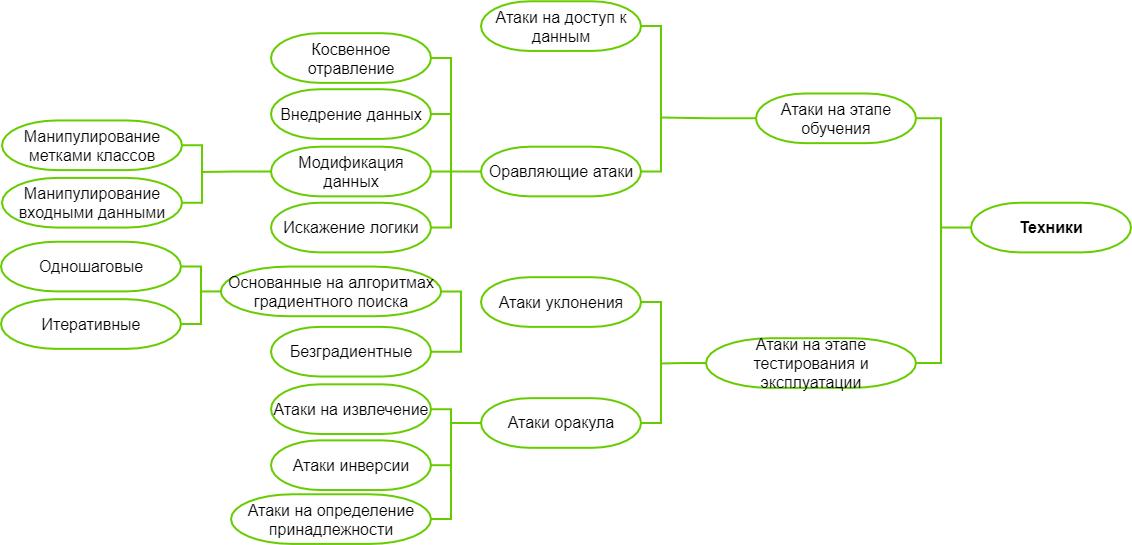 Атаки на доступ к
данным
Косвенное
отравление
Внедрение данных
Атаки на этапе
обучения
Манипулирование
метками классов
Модификация
данных
Оравляющие атаки
Манипулирование
входными данными
Искажение логики
Техники
Одношаговые
Основанные на алгоритмах
градиентного поиска
Атаки уклонения
Итеративные
Безградиентные
Атаки на этапе
тестирования и
эксплуатации
Атаки на извлечение
Атаки оракула
Атаки инверсии
Атаки на определение
принадлежности